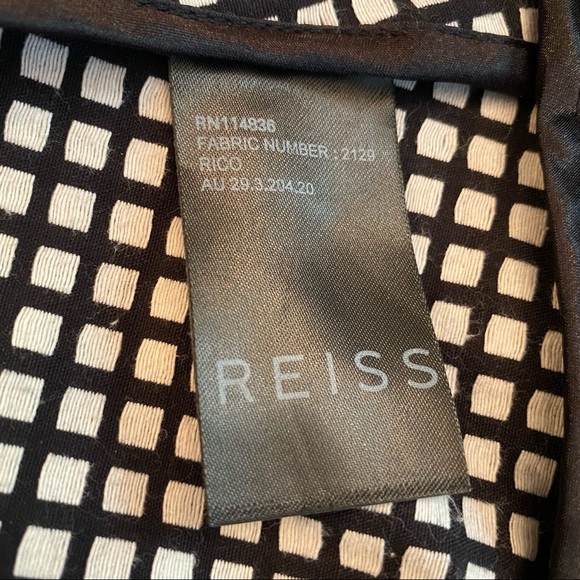 RN114836
FABRIC NUMBER : 2129
RICO
AU 29.3.204.20
REISS